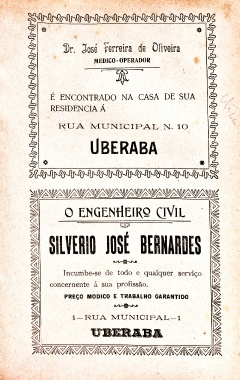 Dr. José Ferreira de Oliveira
MEDICO-OPERADOR
É ENCONTRADO NA CASA DE SUA
RESIDENCIA Á
RUA MUNICIPAL N. 10
UBERABA
O ENGENHEIRO CIVIL
SILVERIO JOSÉ BERNARDES
Incumbe-se de todo e qualquer serviço
concernente á sua profissão.
PREÇO MODICO E TRABALHO GARANTIDO
1—RUA MUNICIPAL—1
UBERABA